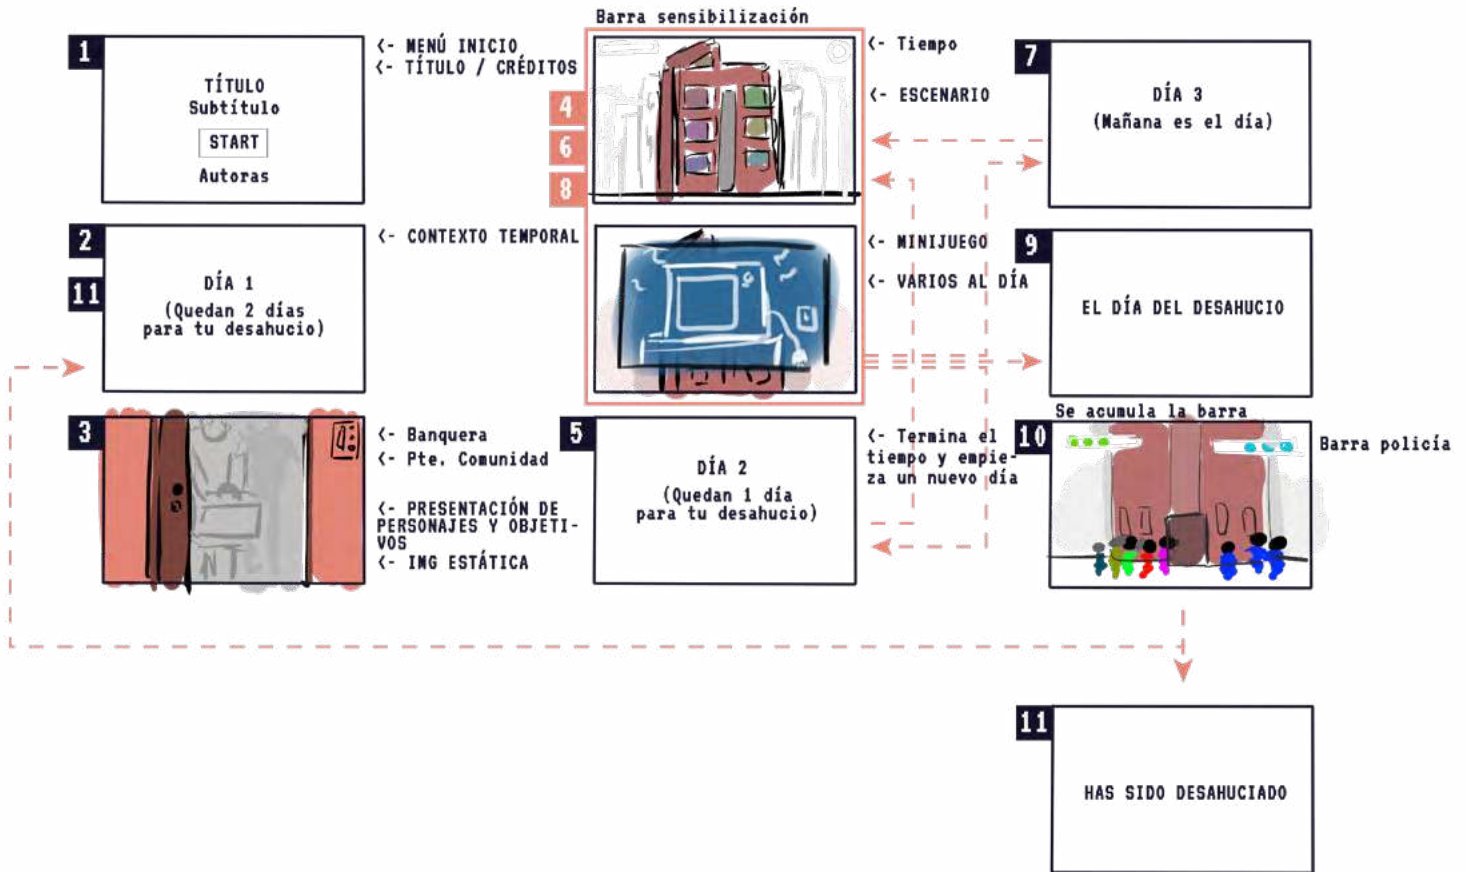 1
TÍTULO
Subtítulo
START
Autoras
<- MENÚ INICIO
<- TÍTULO / CRÉDITOS
2
11
DÍA 1
(Quedan 2 días
para tu desahucio)
<- CONTEXTO TEMPORAL
3
<- Banquera
<- Pte. Comunidad
<- PRESENTACIÓN DE
PERSONAJES Y OBJETI-
VOS
<- IMG ESTÁTICA
Barra sensibilización
4
6
8
<- Tiempo
<- ESCENARIO
<- MINIJUEGO
<- VARIOS AL DÍA
5
DÍA 2
(Quedan 1 día
para tu desahucio)
<- Termina el
tiempo y empie-
za un nuevo día
7
DÍA 3
(Mañana es el día)
9
EL DÍA DEL DESAHUCIO
Se acumula la barra
10
Barra policía
11
HAS SIDO DESAHUCIADO